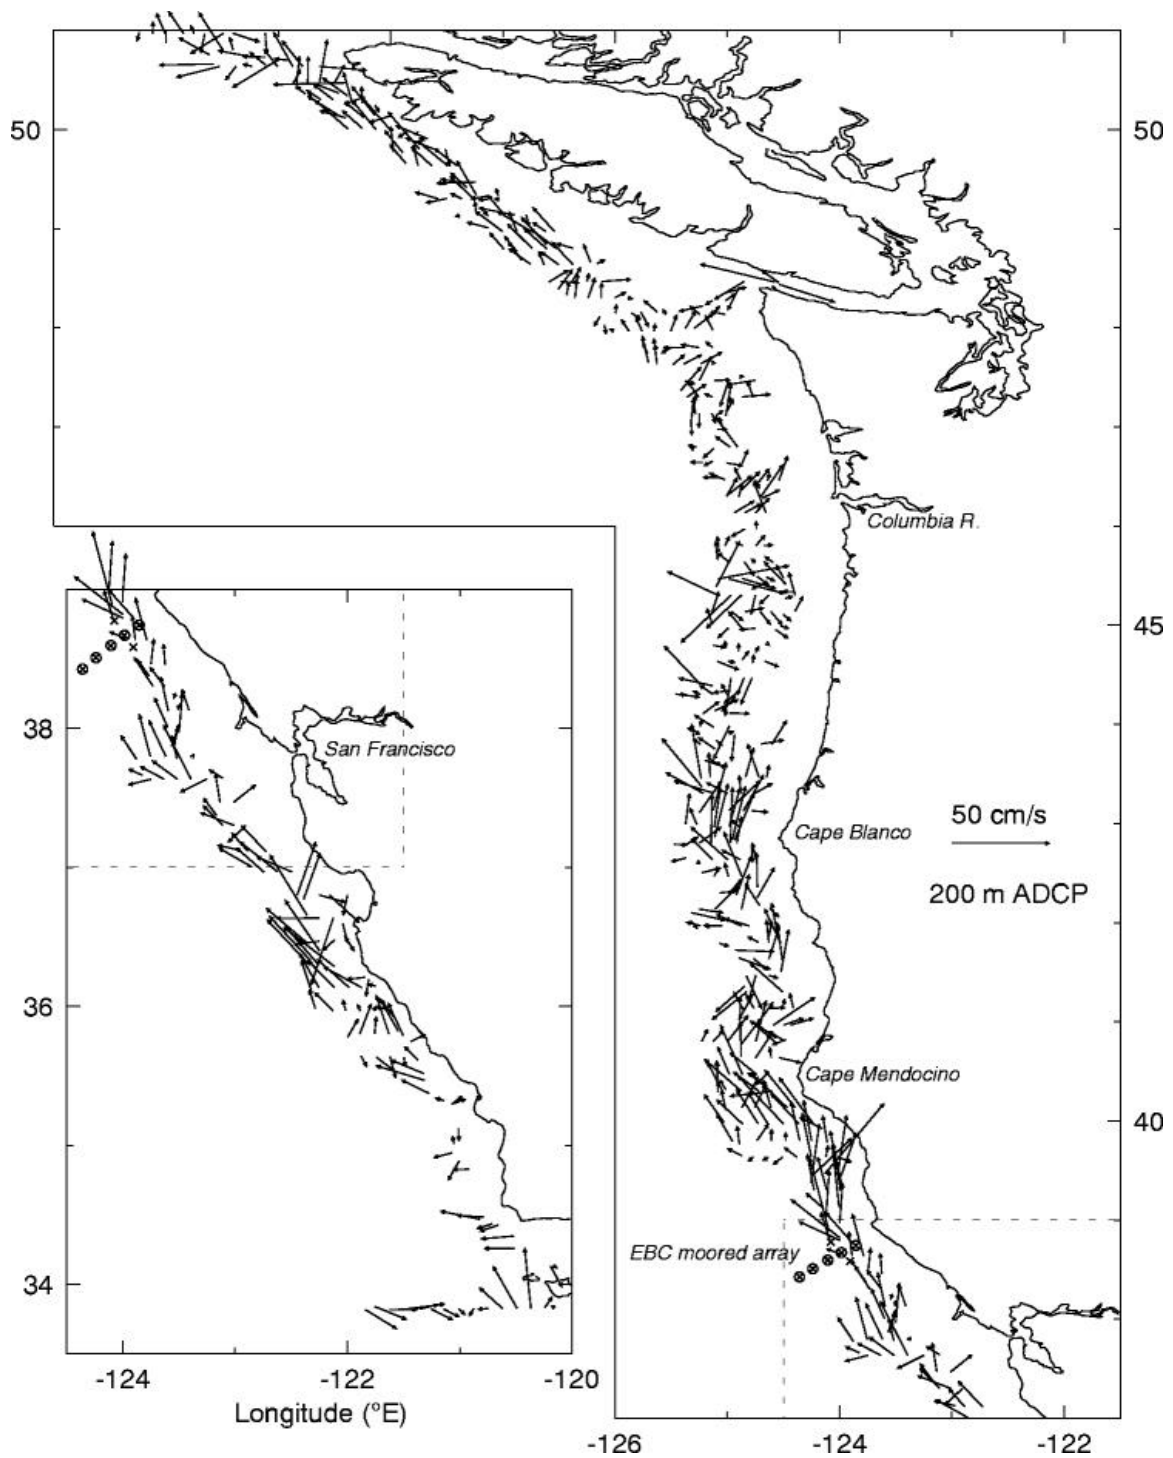 50
50
Columbia R.
45
38
San Francisco
50 cm/s
Cape Blanco
200 m ADCP
36
Cape Mendocino
40
EBC moored array
34
-124
-122
-120
Longitude (°E)
-126
-124
-122